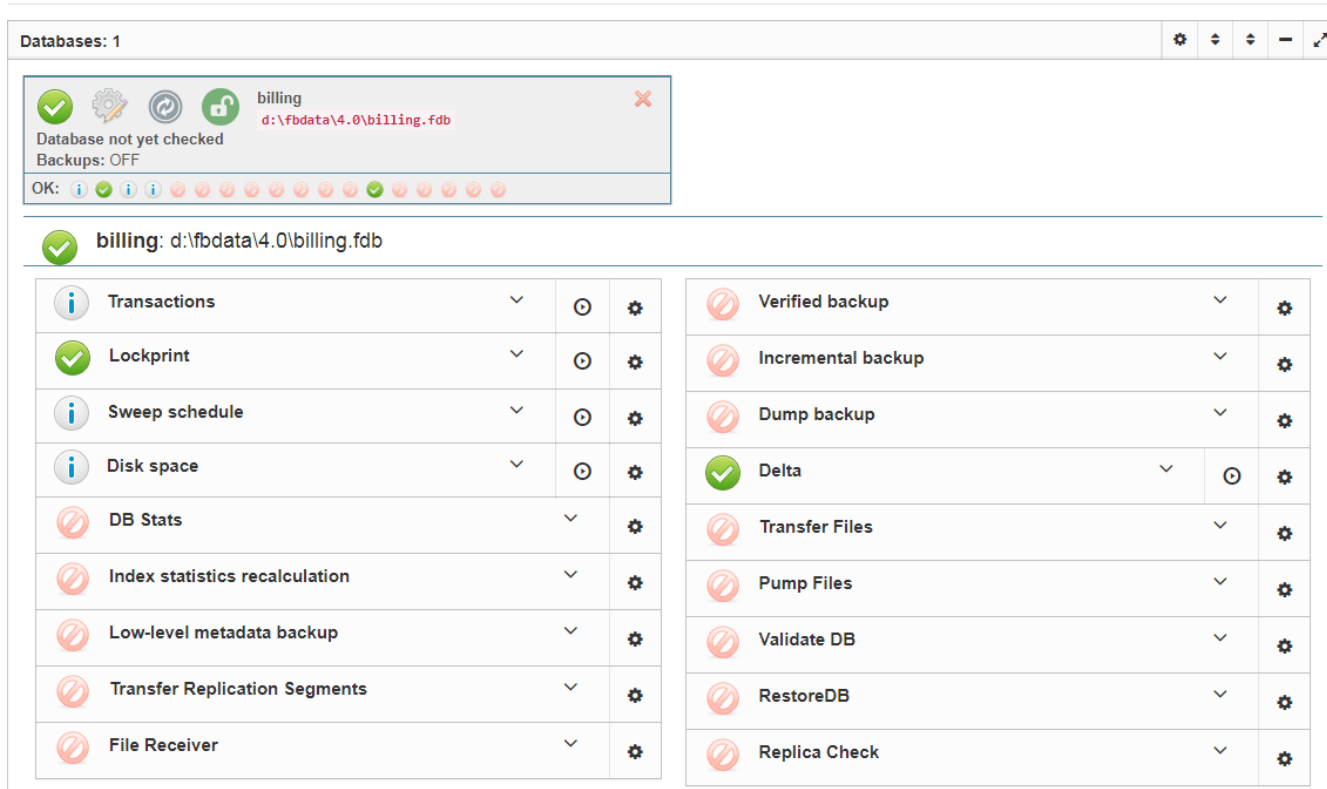 Databases: 1
billing
d:\fbdata\4.0\billing.fdb
Database not yet checked
Backups: OFF
OK:
billing: d:\fbdata\4.0\billing.fdb
Transactions
Lockprint
Sweep schedule
Disk space
DB Stats
Index statistics recalculation
Low-level metadata backup
Transfer Replication Segments
File Receiver
Verified backup
Incremental backup
Dump backup
Delta
Transfer Files
Pump Files
Validate DB
RestoreDB
Replica Check